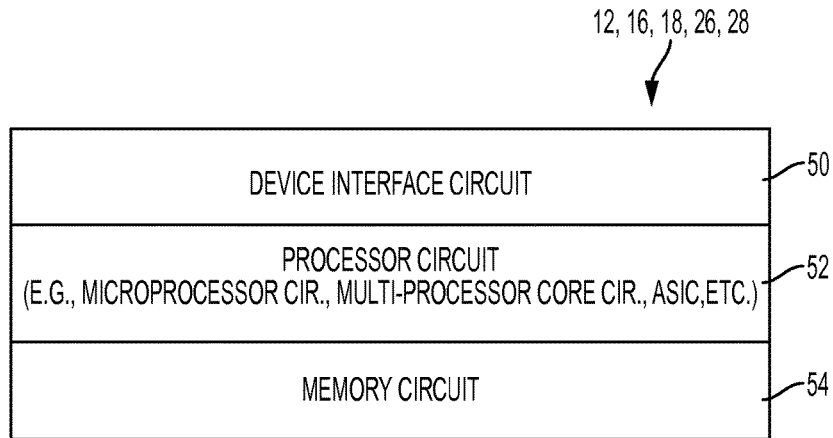 12, 16, 18, 26, 28
DEVICE INTERFACE CIRCUIT
50
PROCESSOR CIRCUIT
(E.G., MICROPROCESSOR CIR., MULTI-PROCESSOR CORE CIR., ASIC,ETC.)
52
MEMORY CIRCUIT
54